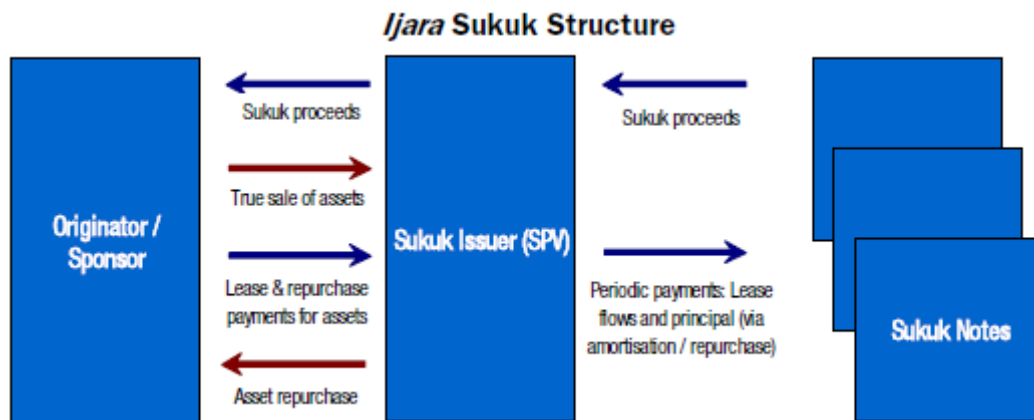 Ijara Sukuk Structure
Originator /
Sponsor
Sukuk proceeds
True sale of assets
Lease & repurchase
payments for assets
Asset repurchase
Sukuk Issuer (SPV)
Sukuk proceeds
Periodic payments: Lease
flows and principal (via
amortisation / repurchase)
Sukuk Notes